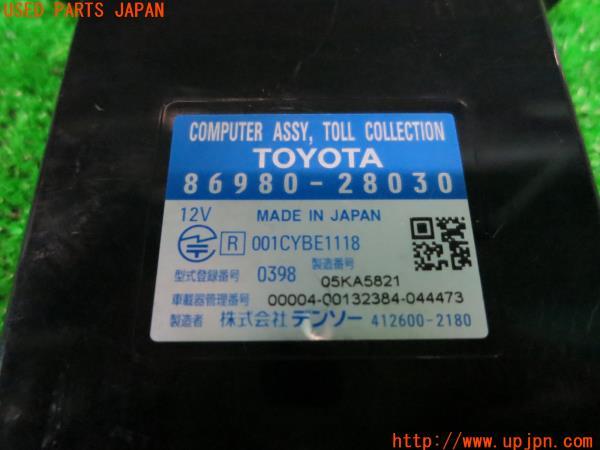 USED PARTS JAPAN
COMPUTER ASSY, TOLL COLLECTION
TOYOTA
86980-28030
12V MADE IN JAPAN
R 001CYBE1118
型式登録番号 0398 製造番号 05KA5821
車載器管理番号 00004-00132384-044473
製造者 株式会社 デンソー 412600-2180
http://www.upjpn.com/